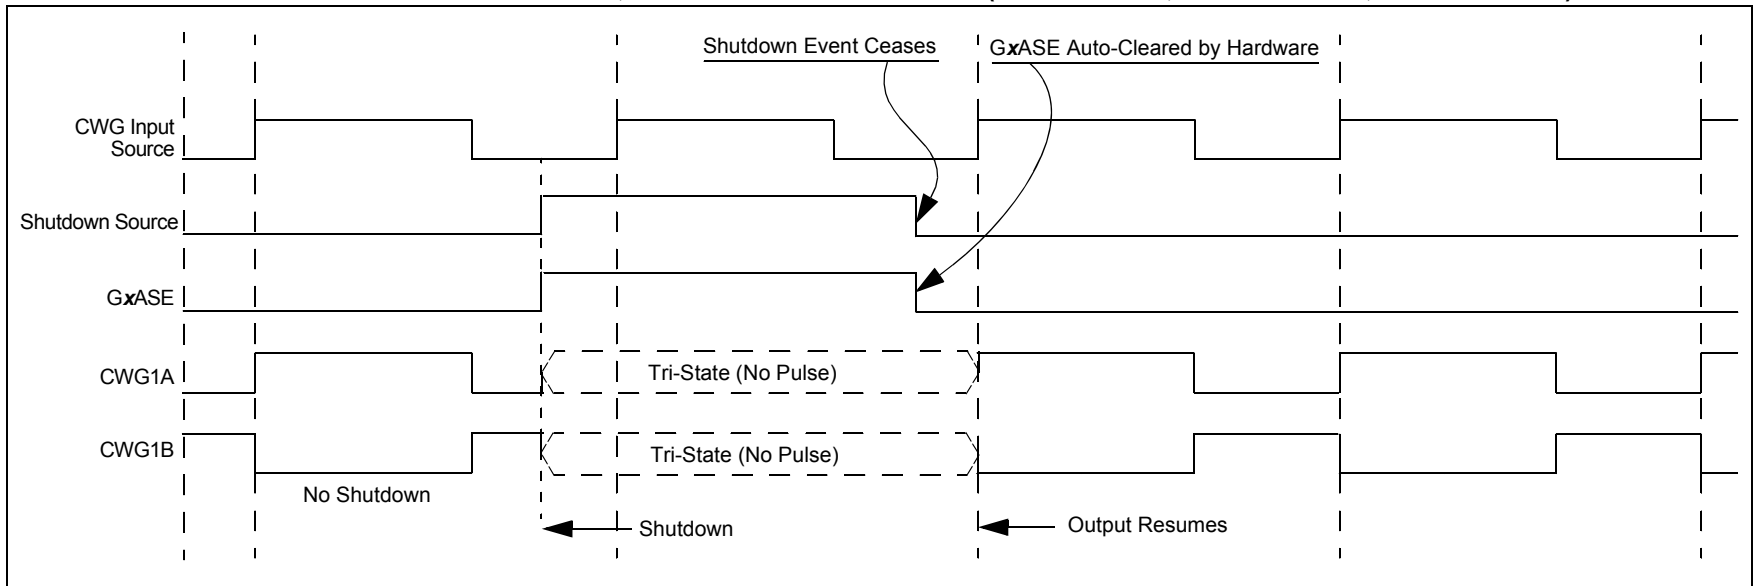 Shutdown Event Ceases
GxASE Auto-Cleared by Hardware
CWG Input
Source
Shutdown Source
GxASE
CWG1A
Tri-State (No Pulse)
CWG1B
Tri-State (No Pulse)
No Shutdown
Shutdown
Output Resumes